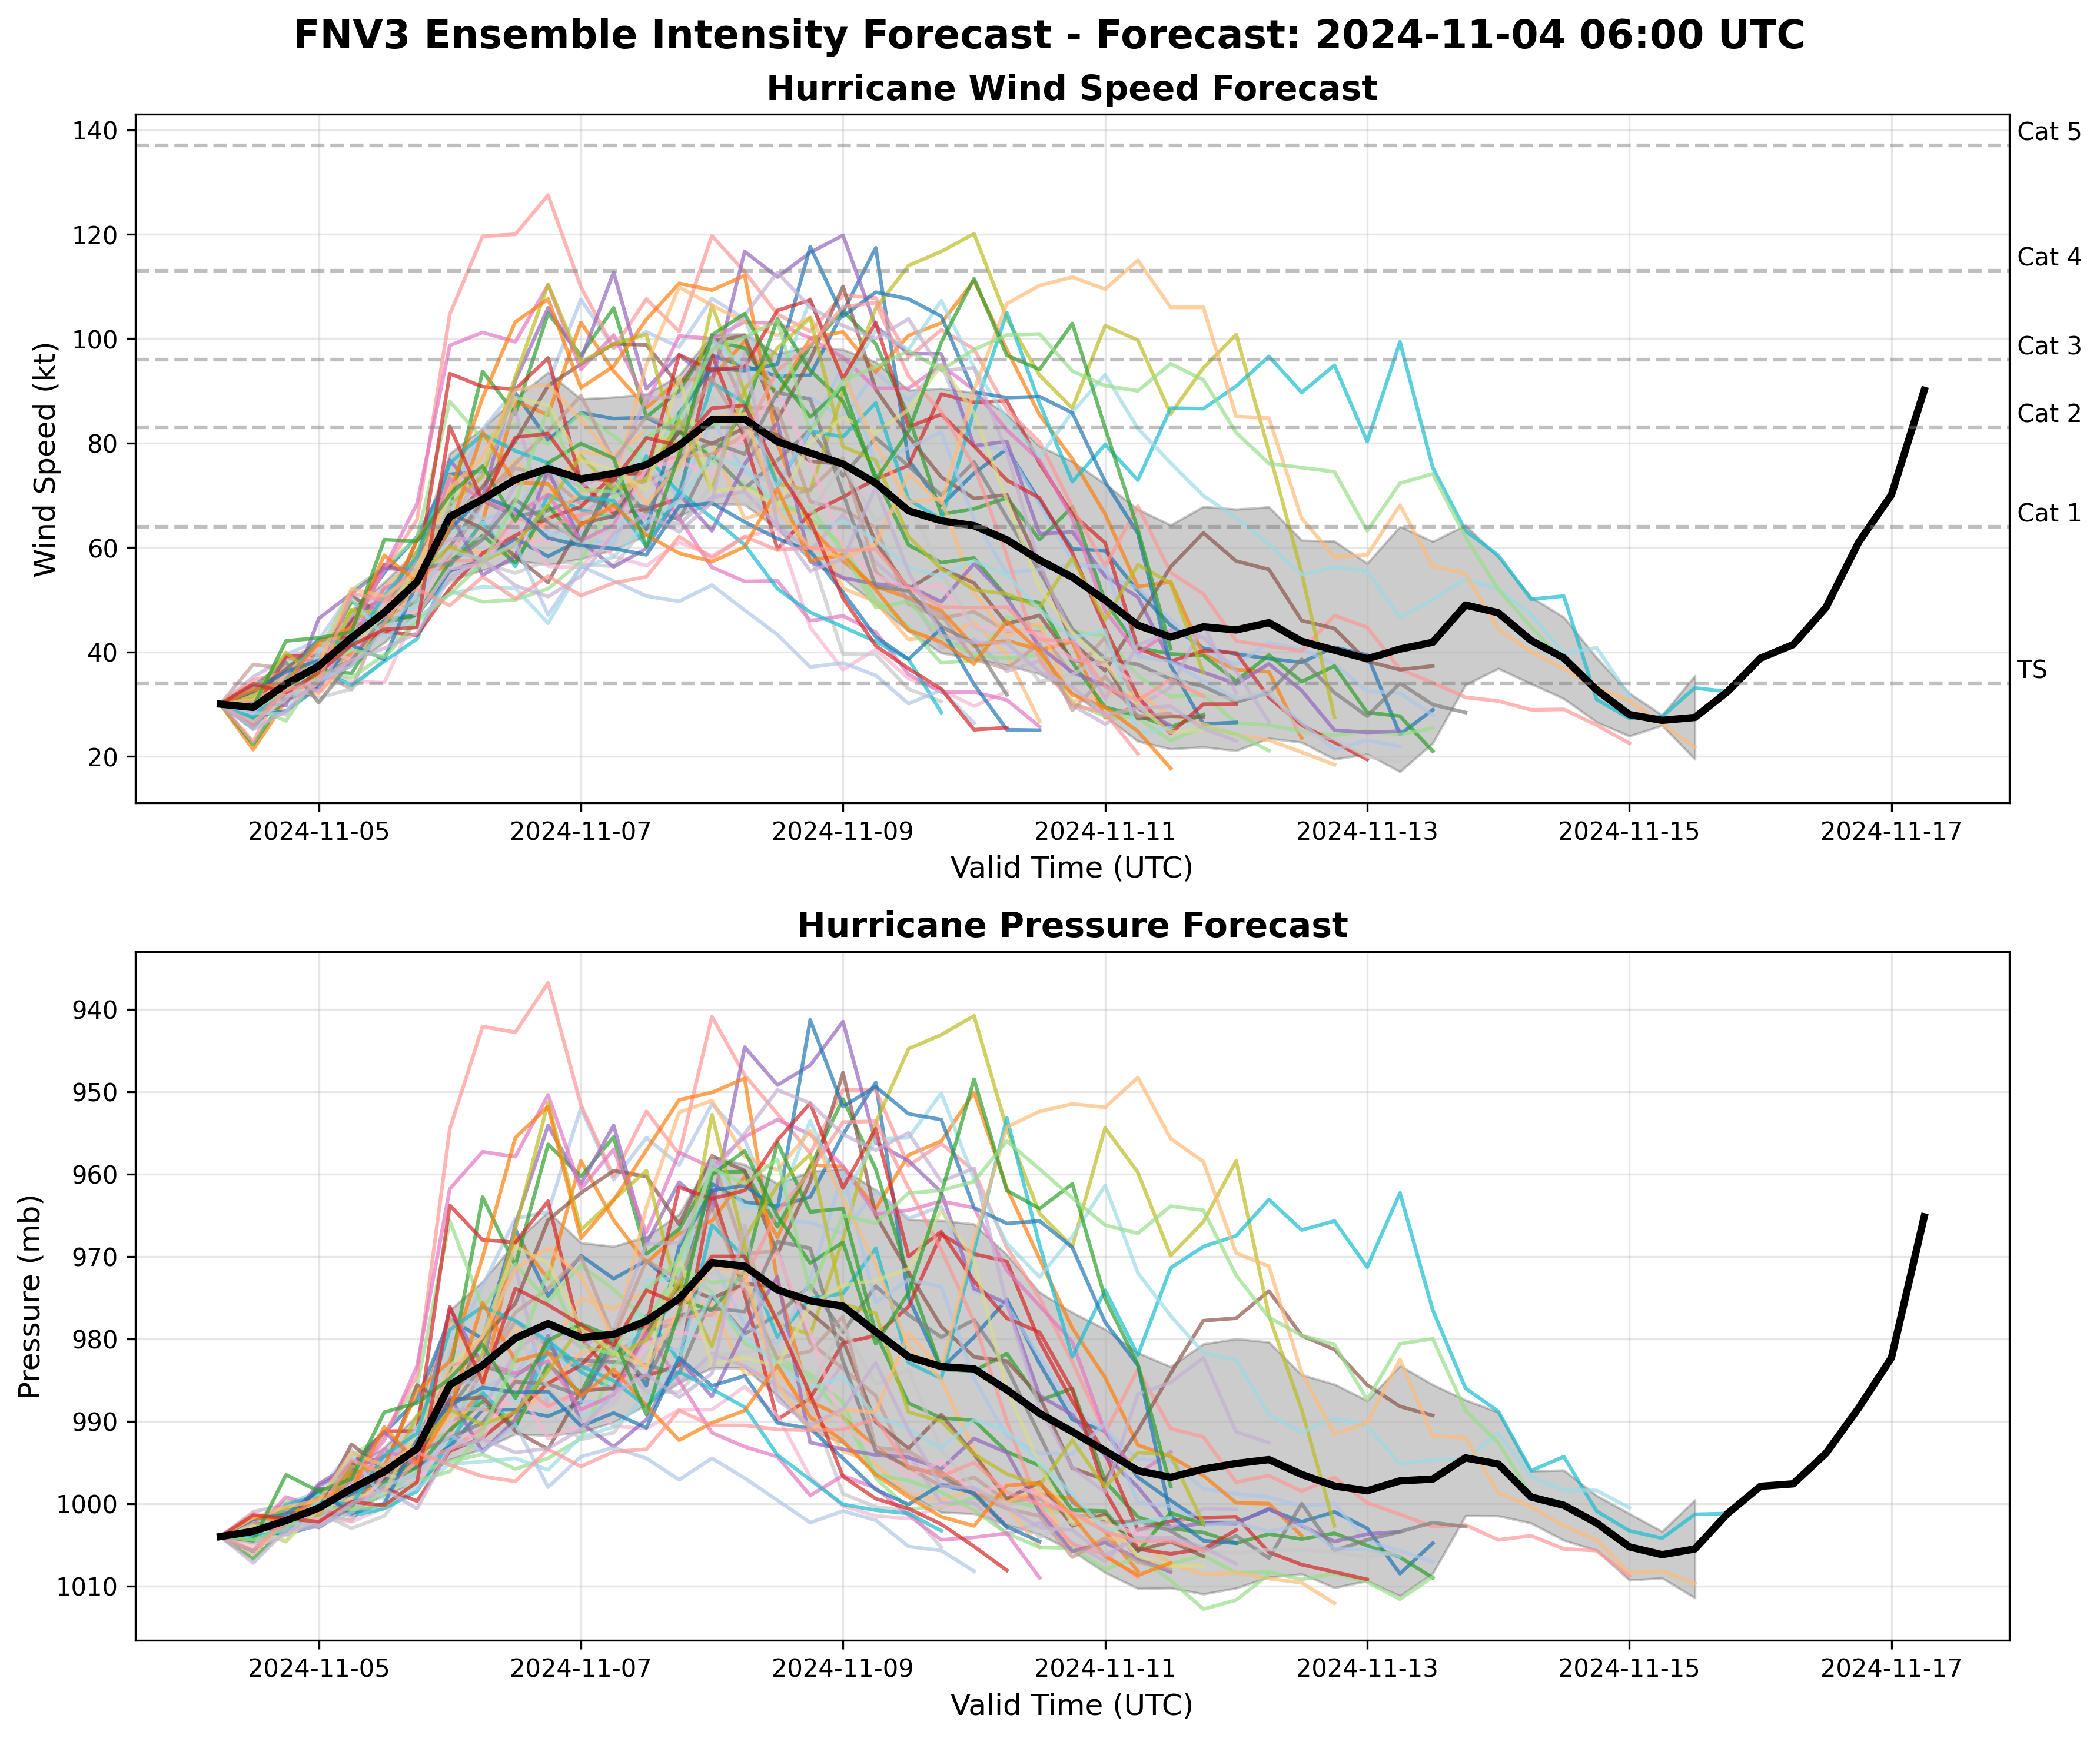 FNV3 Ensemble Intensity Forecast - Forecast: 2024-11-04 06:00 UTC
Hurricane Wind Speed Forecast
Wind Speed (kt)
140
120
100
80
60
40
20
Cat 5
Cat 4
Cat 3
Cat 2
Cat 1
TS
2024-11-05 2024-11-07 2024-11-09 2024-11-11 2024-11-13 2024-11-15 2024-11-17
Valid Time (UTC)
Hurricane Pressure Forecast
Pressure (mb)
940
950
960
970
980
990
1000
1010
2024-11-05 2024-11-07 2024-11-09 2024-11-11 2024-11-13 2024-11-15 2024-11-17
Valid Time (UTC)